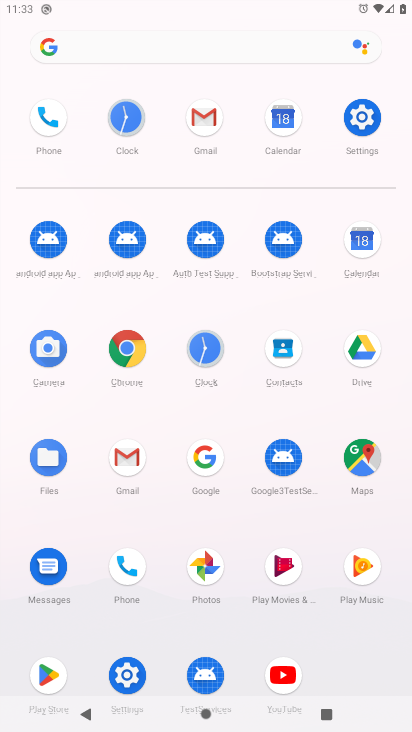 11:33
Phone Clock Gmail Calendar Settings
18
android app Ap.. android app Ap.. Auth Test Supp.. Bootstrap Servi.. Calendar
18
Camera Chrome Clock Contacts Drive
Files Gmail Google Google3TestSe... Maps
Messages Phone Photos Play Movies & ... Play Music
Play Store Settings TestServices YouTube